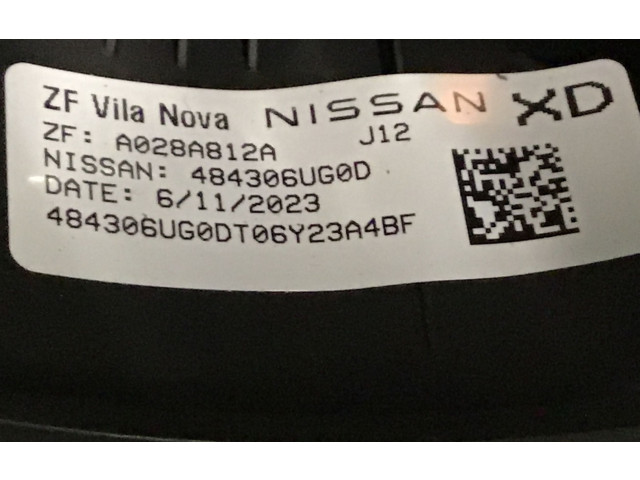 ZF Vila Nova NISSAN XD
ZF: A028A812A J12
NISSAN: 484306UG0D
DATE: 6/11/2023
484306UG0DT06Y23A4BF